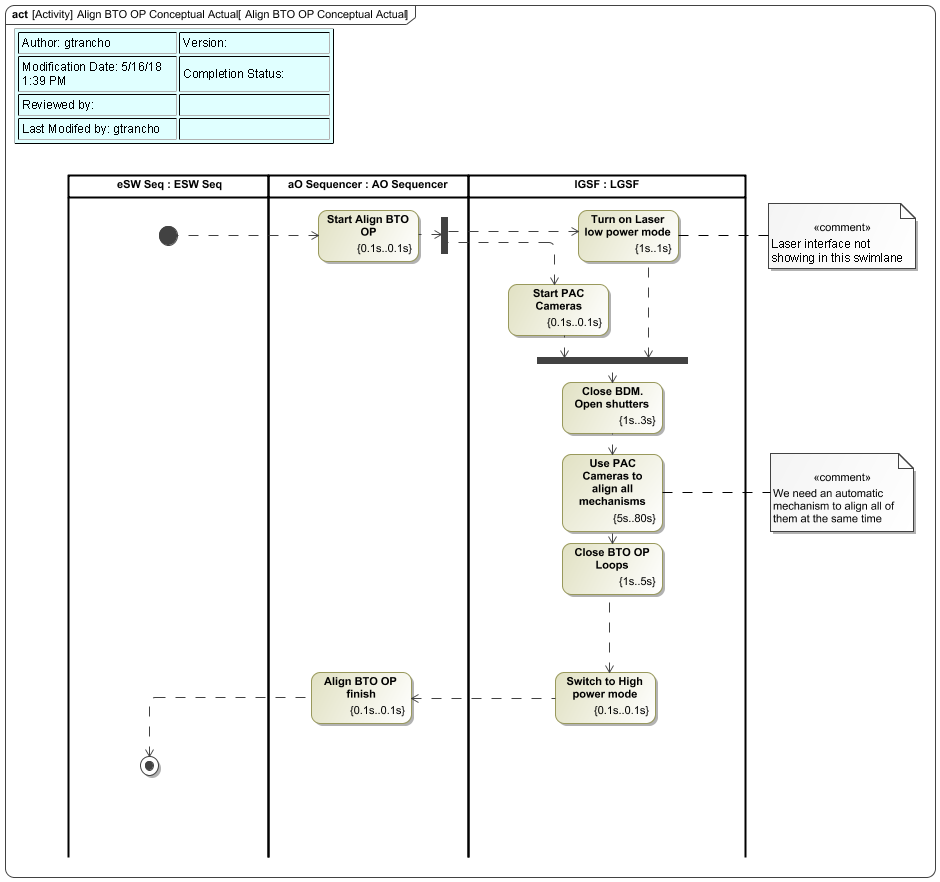 act [Activity] Align BTO OP Conceptual Actual[ Align BTO OP Conceptual Actual]
Author: gtrancho
Version:
Modification Date: 5/16/18
1:39 PM
Completion Status:
Reviewed by:
Last Modifed by: gtrancho
eSW Seq : ESW Seq
aO Sequencer : AO Sequencer
lGSF : LGSF
Start Align BTO
OP
{0.1s..0.1s}
Turn on Laser
low power mode
{1s..1s}
«comment»
Laser interface not
showing in this swimlane
Start PAC
Cameras
{0.1s..0.1s}
Close BDM.
Open shutters
{1s..3s}
Use PAC
Cameras to
align all
mechanisms
{5s..80s}
«comment»
We need an automatic
mechanism to align all of
them at the same time
Close BTO OP
Loops
{1s..5s}
Align BTO OP
finish
{0.1s..0.1s}
Switch to High
power mode
{0.1s..0.1s}